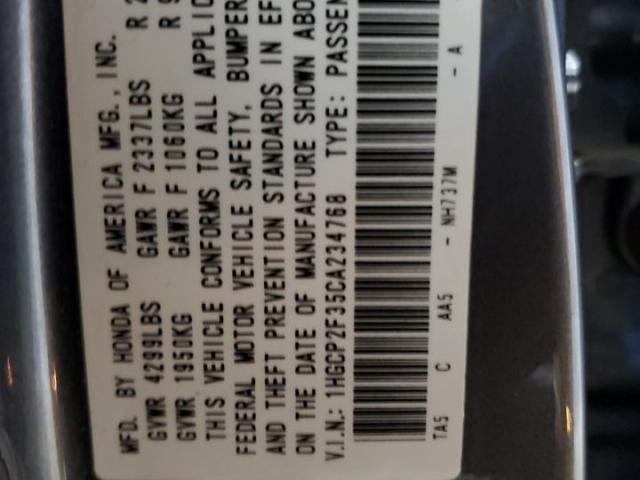 MFD. BY HONDA OF AMERICA MFG., INC.
GVWR 4299LBS GAWR F 2337LBS R 2
GVWR 1950KG GAWR F 1060KG R 9
THIS VEHICLE CONFORMS TO ALL APPLIC
FEDERAL MOTOR VEHICLE SAFETY, BUMPER
AND THEFT PREVENTION STANDARDS IN EF
ON THE DATE OF MANUFACTURE SHOWN ABO
V.I.N.: 1HGCP2F35CA234768 TYPE: PASSEN
TA5 C AA5 - NH737M - A